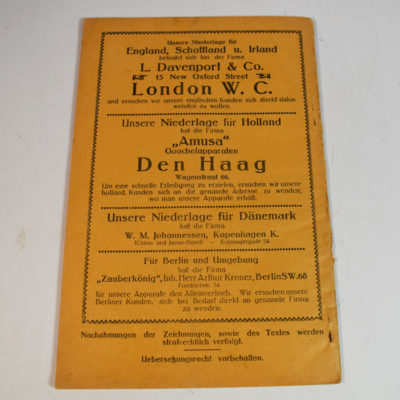 Unsere Niederlage für
England, Schottland u. Irland
befindet sich bei der Firma
L. Davenport & Co.
15 New Oxford Street
London W. C.
und ersuchen wir unsere englischen Kunden sich direkt dahin
wenden zu wollen.
Unsere Niederlage für Holland
hat die Firma
„Amusa“
Goochelapparaten
Den Haag
Wagenstraat 66.
Um eine schnelle Erledigung zu erzielen, ersuchen wir unsere
holländ. Kunden sich an die genannte Adresse zu wenden,
wo man unsere Apparate erhält.
Unsere Niederlage für Dänemark
hat die Firma
W. M. Johannessen, Kopenhagen K.
(China- und Japan-Hand) — 34.
Für Berlin und Umgebung
hat die Firma
„Zauberkönig“, Inh. Herr Arthur Kroner, Berlin SW. 68
Friedrichstr. 54
für unsere Apparate den Alleinvertrieb. Wir ersuchen unsere
Berliner Kunden, sich bei Bedarf direkt an genannte Firma
zu wenden.
Nachahmungen der Zeichnungen, sowie des Textes werden
strafrechtlich verfolgt.
Uebersetzungsrecht vorbehalten.